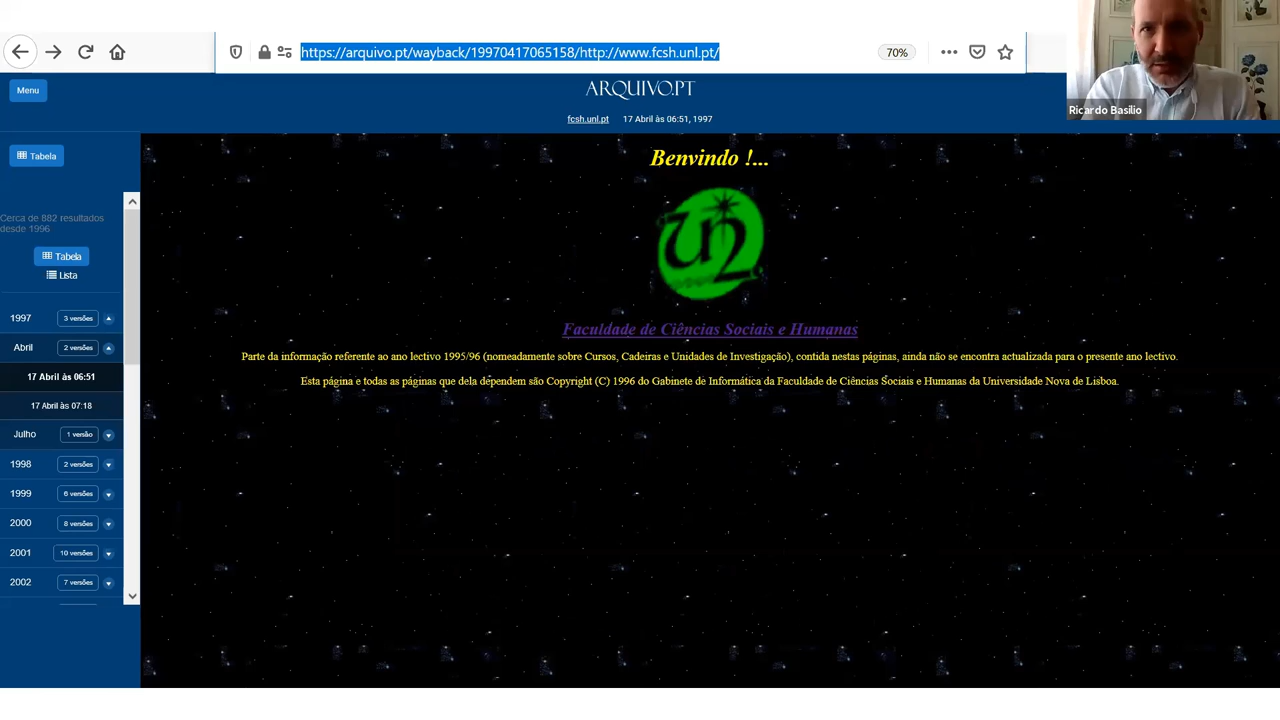 https://arquivo.pt/wayback/19970417065158/http://www.fcsh.unl.pt/
70%
Ricardo Basílio
Menu
ARQUIVO.PT
fcsh.unl.pt 17 Abril às 06:51, 1997
Tabela
Cerca de 882 resultados
desde 1996
Tabela
Lista
1997 3 versões
Abril 2 versões
17 Abril às 06:51
17 Abril às 07:18
Julho 1 versão
1998 2 versões
1999 6 versões
2000 8 versões
2001 10 versões
2002 7 versões
Benvindo !...
Faculdade de Ciências Sociais e Humanas
Parte da informação referente ao ano lectivo 1995/96 (nomeadamente sobre Cursos, Cadeiras e Unidades de Investigação), contida nestas páginas, ainda não se encontra actualizada para o presente ano lectivo.
Esta página e todas as páginas que dela dependem são Copyright (C) 1996 do Gabinete de Informática da Faculdade de Ciências Sociais e Humanas da Universidade Nova de Lisboa.